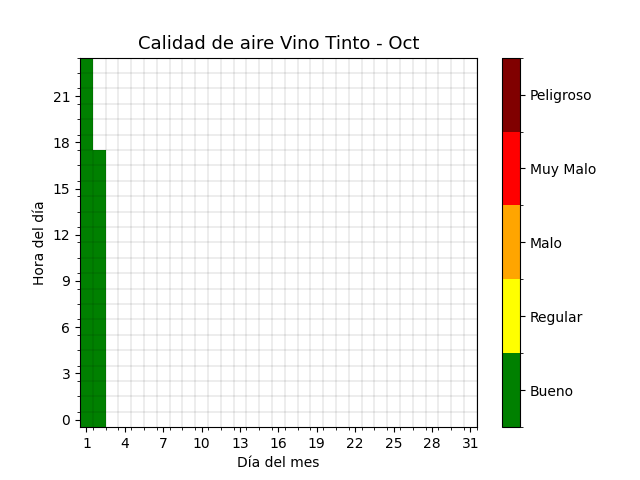 Calidad de aire Vino Tinto - Oct
Hora del día
21
18
15
12
9
6
3
0
1 4 7 10 13 16 19 22 25 28 31
Día del mes
Peligroso
Muy Malo
Malo
Regular
Bueno